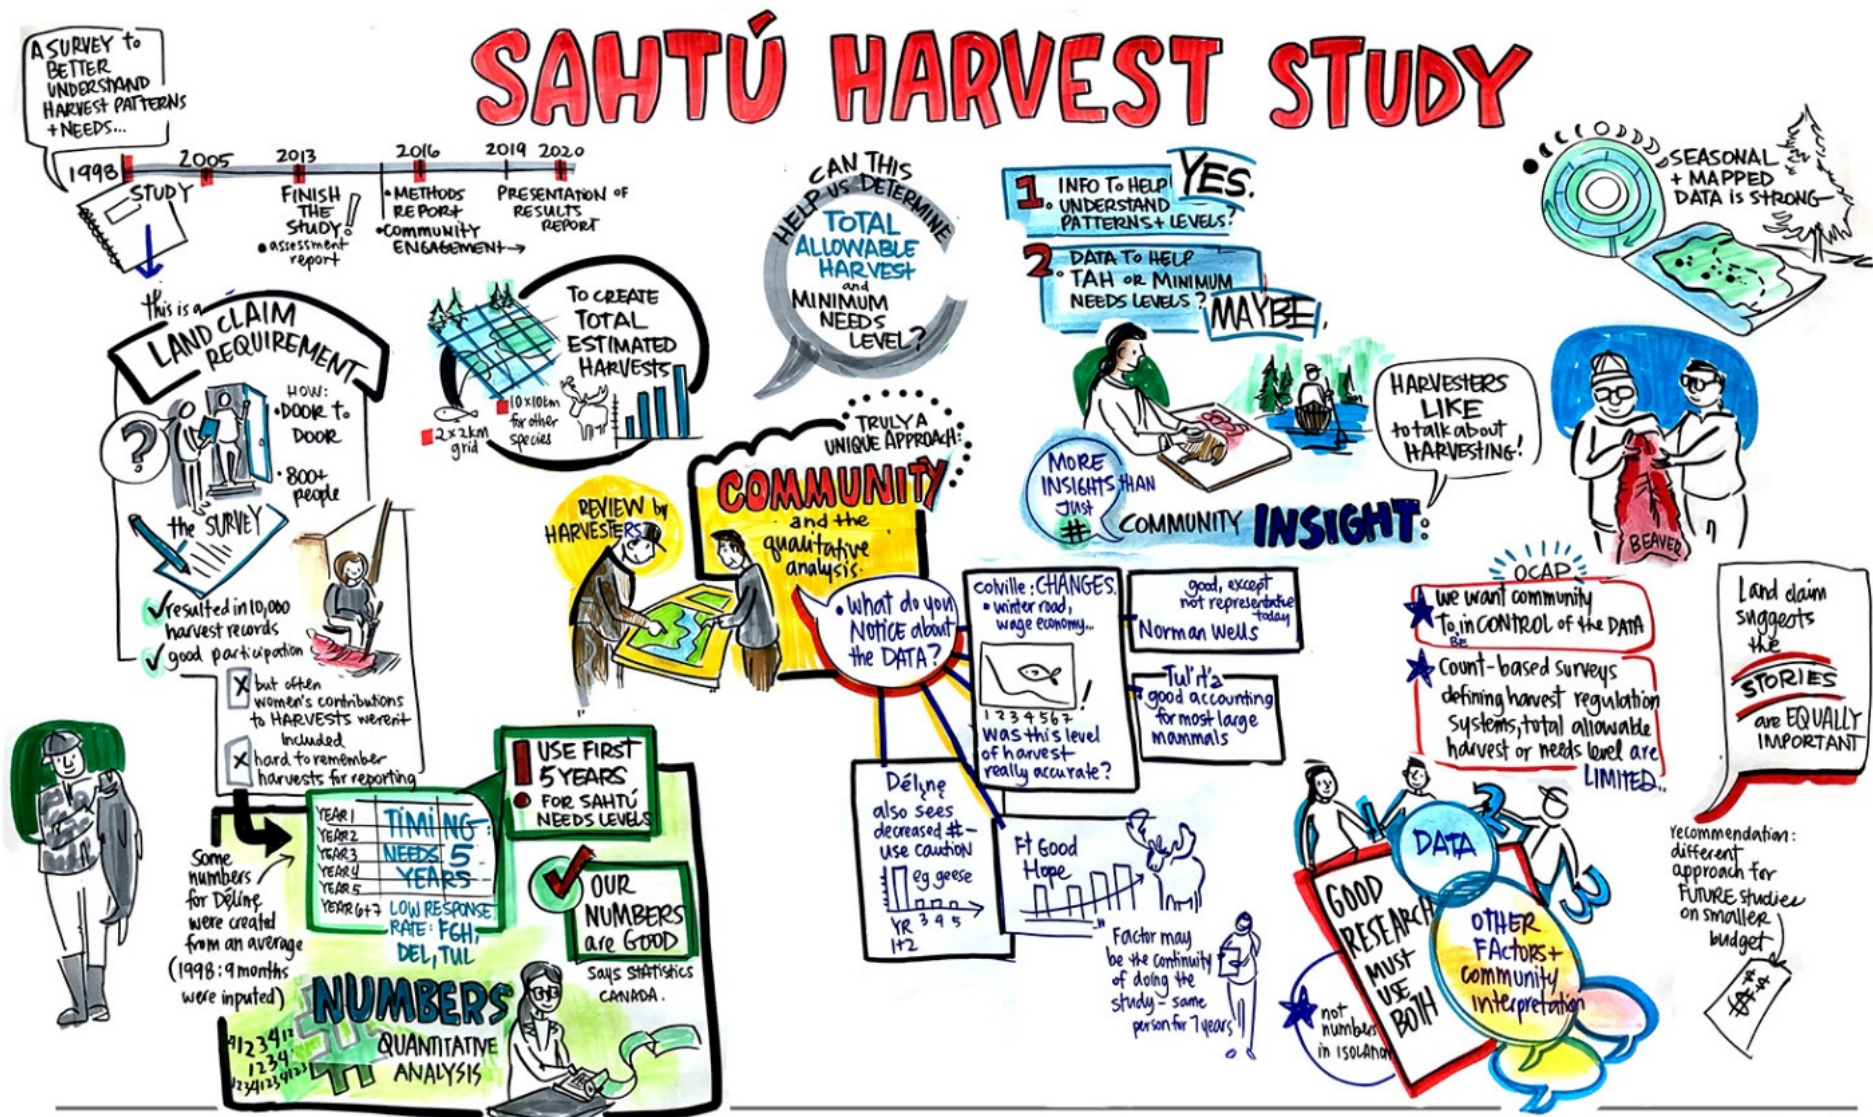 SAHTÚ HARVEST STUDY
A SURVEY to
BETTER
UNDERSTAND
HARVEST PATTERNS
+ NEEDS...
1998
2005
2013
2016
2019
2020
STUDY
FINISH
THE
STUDY!
• assessment
report
• METHODS
REPORT
• COMMUNITY
ENGAGEMENT →
PRESENTATION OF
RESULTS
REPORT
this is a
LAND CLAIM
REQUIREMENT
HOW:
• DOOR to
DOOR
• 800+
people
?
the SURVEY
resulted in 10,000
harvest records
good participation
X but often
women's contributions
to HARVESTS weren't
included
X hard to remember
harvests for reporting
TO CREATE
TOTAL
ESTIMATED
HARVESTS
2 x 2 km
grid
10 x 10 km
for other
species
CAN THIS
HELP US DETERMINE
TOTAL
ALLOWABLE
HARVEST
and
MINIMUM
NEEDS
LEVEL?
1. INFO TO HELP
UNDERSTAND
PATTERNS + LEVELS?
YES.
2. DATA TO HELP
TAH OR MINIMUM
NEEDS LEVELS?
MAYBE.
SEASONAL
+ MAPPED
DATA is STRONG
HARVESTERS
LIKE
to talk about
HARVESTING!
MORE
INSIGHTS THAN
JUST
#
COMMUNITY INSIGHT:
BEAVER
TRULY A
UNIQUE APPROACH:
COMMUNITY
and the
qualitative
analysis.
REVIEW by
HARVESTERS
• What do you
NOTICE about
the DATA?
Colville: CHANGES.
• winter road,
wage economy...
!
1 2 3 4 5 6 7
WAS this level
of harvest
really accurate?
good, except
not representative
today
Norman Wells
Tulít'a
good accounting
for most large
mammals
Délįnę
also sees
decreased # –
use caution
eg geese
YR 3 4 5
1+2
Ft Good
Hope
Factor may
be the continuity
of doing the
study – same
person for 7 years
Some
numbers
for Délįnę
were created
from an average
(1998: 9 months
were inputed)
YEAR 1
YEAR 2
YEAR 3
YEAR 4
YEAR 5
YEAR 6+7
TIMING:
NEEDS 5
YEARS
LOW RESPONSE
RATE: FGH,
DEL, TUL
! USE FIRST
5 YEARS
• FOR SAHTÚ
NEEDS LEVELS
OUR
NUMBERS
are GOOD
Says STATISTICS
CANADA.
NUMBERS
#
QUANTITATIVE
ANALYSIS
41234112
1234
1234123412341
OCAP
we want community
to BE in CONTROL of the DATA
Count-based surveys
defining harvest regulation
systems, total allowable
harvest or needs level are
LIMITED..
Land claim
suggests
the
STORIES
are EQUALLY
IMPORTANT
recommendation:
different
approach for
FUTURE studies
on smaller
budget
$ $
$
1
2
3
DATA
GOOD
RESEARCH
MUST
USE
BOTH
OTHER
FACTORS +
community
interpretation
not
numbers
in ISOLATION